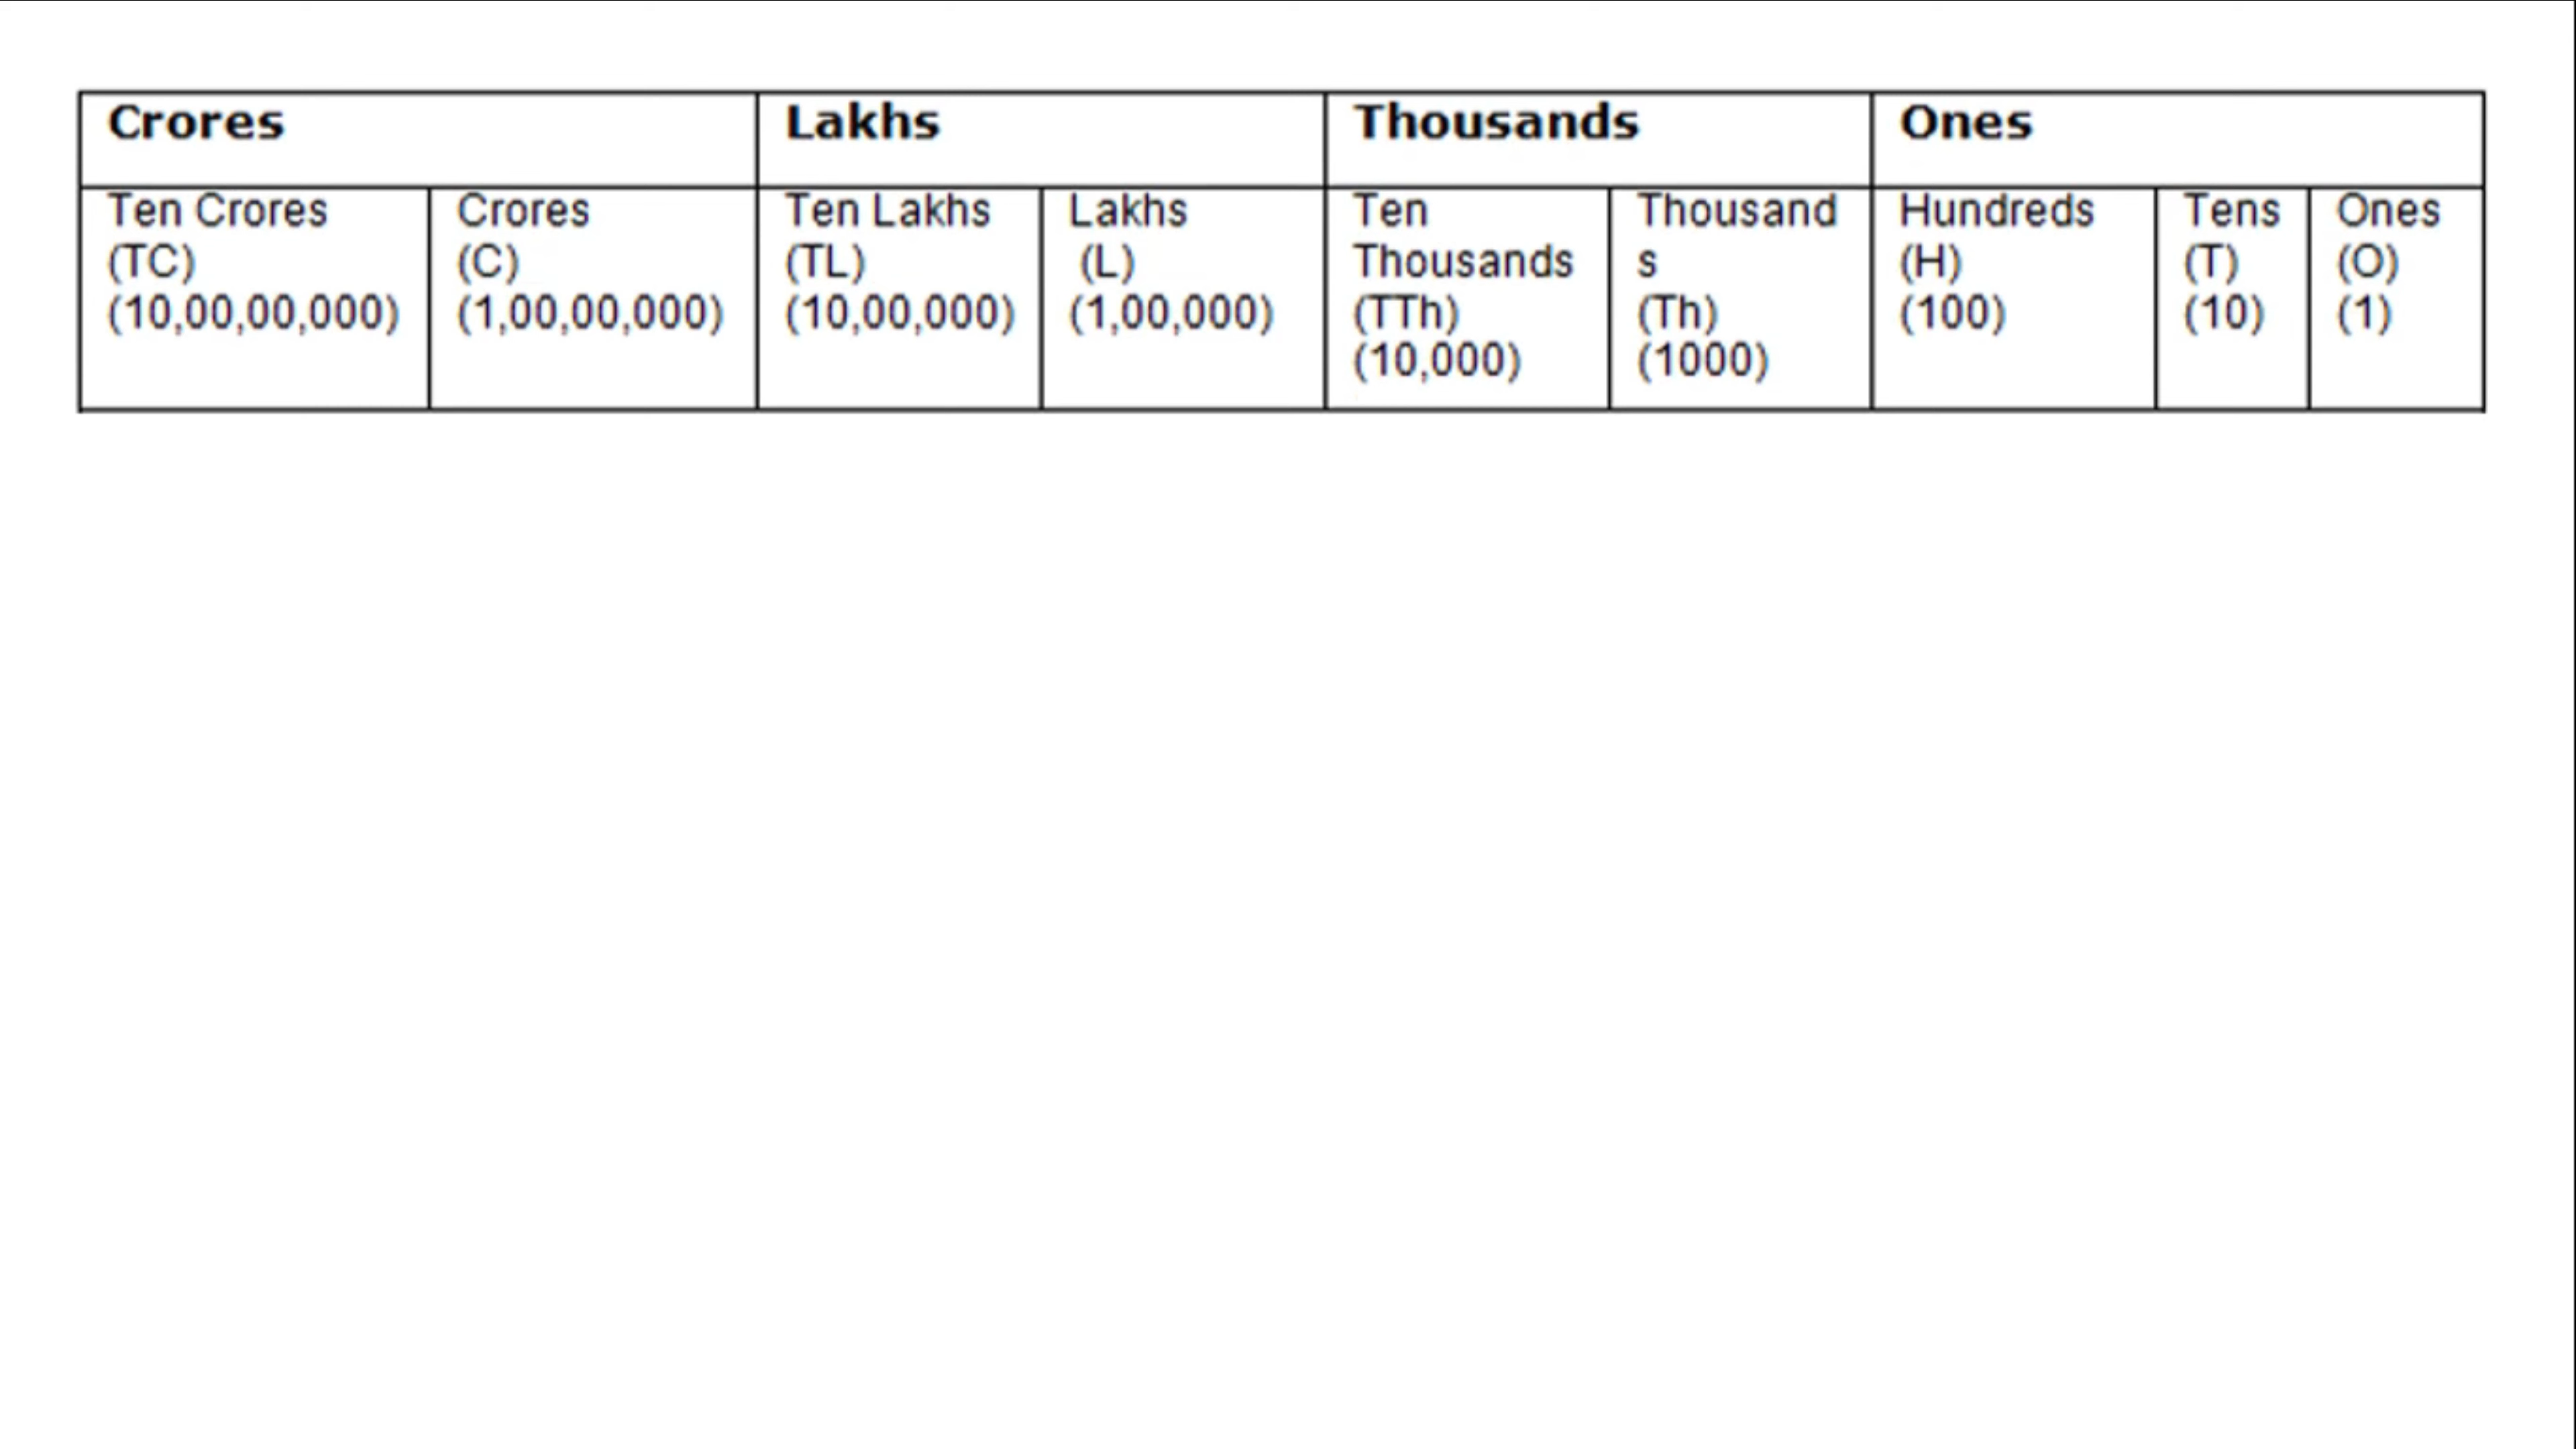 Crores Lakhs Thousands Ones
Ten Crores
(TC)
(10,00,00,000)
Crores
(C)
(1,00,00,000)
Ten Lakhs
(TL)
(10,00,000)
Lakhs
(L)
(1,00,000)
Ten
Thousands
(TTh)
(10,000)
Thousand
s
(Th)
(1000)
Hundreds
(H)
(100)
Tens
(T)
(10)
Ones
(O)
(1)